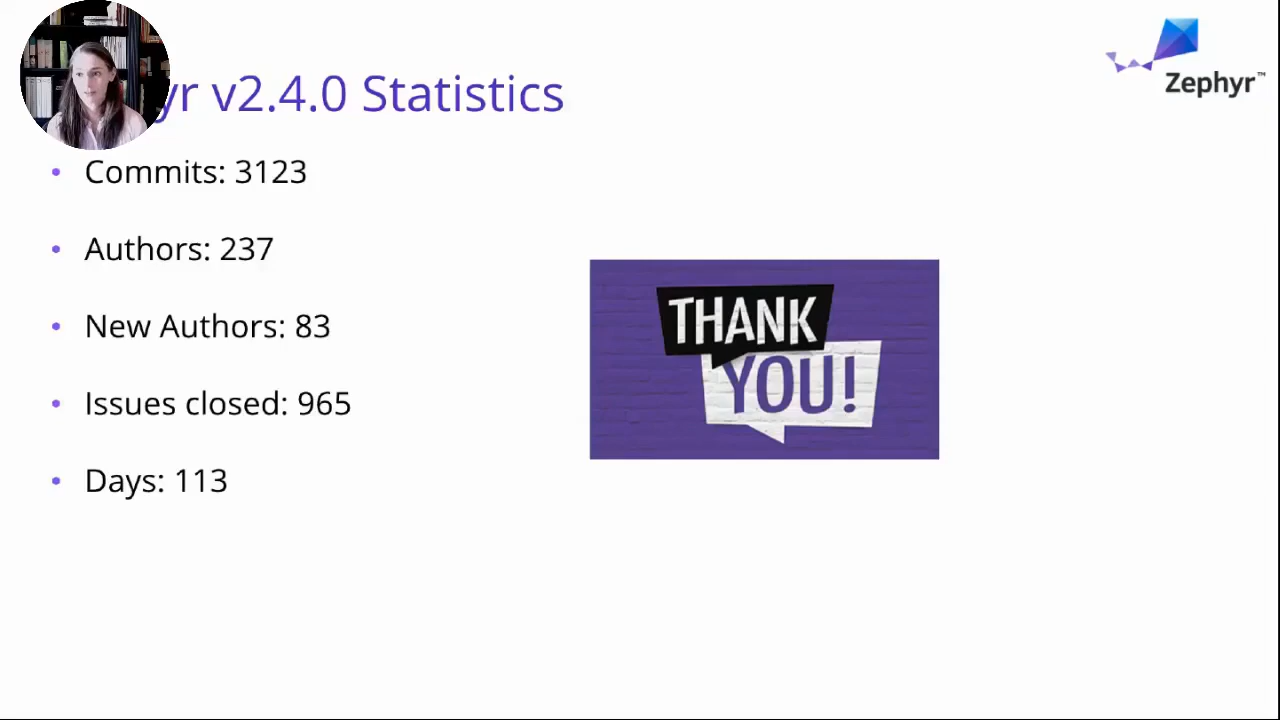 yr v2.4.0 Statistics
Zephyr™
• Commits: 3123
• Authors: 237
• New Authors: 83
• Issues closed: 965
• Days: 113
THANK
YOU!